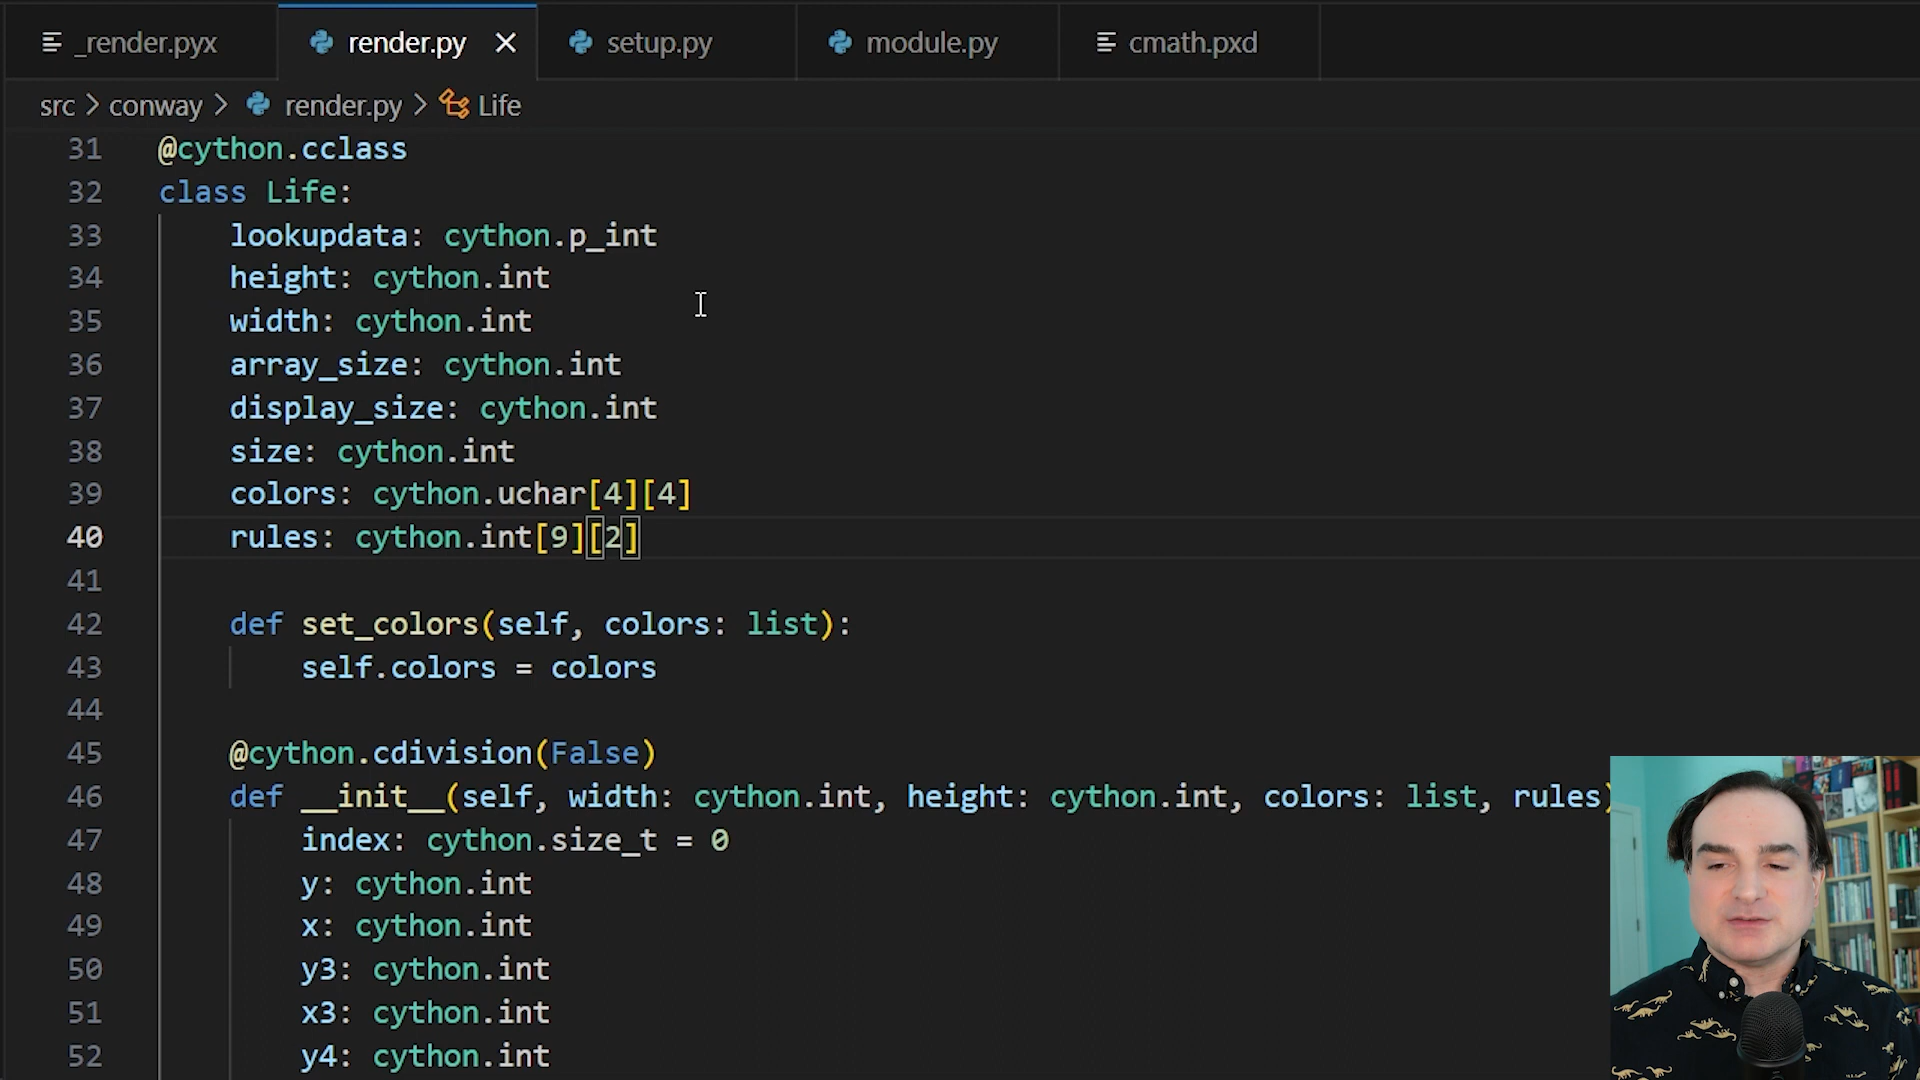 _render.pyx render.py setup.py module.py cmath.pxd
src > conway > render.py > Life
31 @cython.cclass
32 class Life:
33 lookupdata: cython.p_int
34 height: cython.int
35 width: cython.int
36 array_size: cython.int
37 display_size: cython.int
38 size: cython.int
39 colors: cython.uchar[4][4]
40 rules: cython.int[9][2]
41
42 def set_colors(self, colors: list):
43 self.colors = colors
44
45 @cython.cdivision(False)
46 def __init__(self, width: cython.int, height: cython.int, colors: list, rules)
47 index: cython.size_t = 0
48 y: cython.int
49 x: cython.int
50 y3: cython.int
51 x3: cython.int
52 y4: cython.int